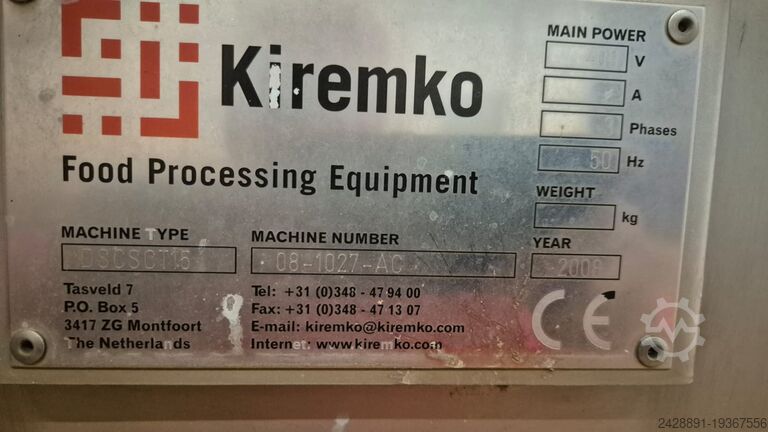 Kiremko
Food Processing Equipment
MAIN POWER
V
A
3 Phases
50 Hz
WEIGHT
kg
MACHINE TYPE
DSCSCT15
MACHINE NUMBER
08-1027-AC
YEAR
Tasveld 7
P.O. Box 5
3417 ZG Montfoort
The Netherlands
Tel: +31 (0)348 - 47 94 00
Fax: +31 (0)348 - 47 13 07
E-mail: kiremko@kiremko.com
Internet: www.kiremko.com
CE
2428891-19367556